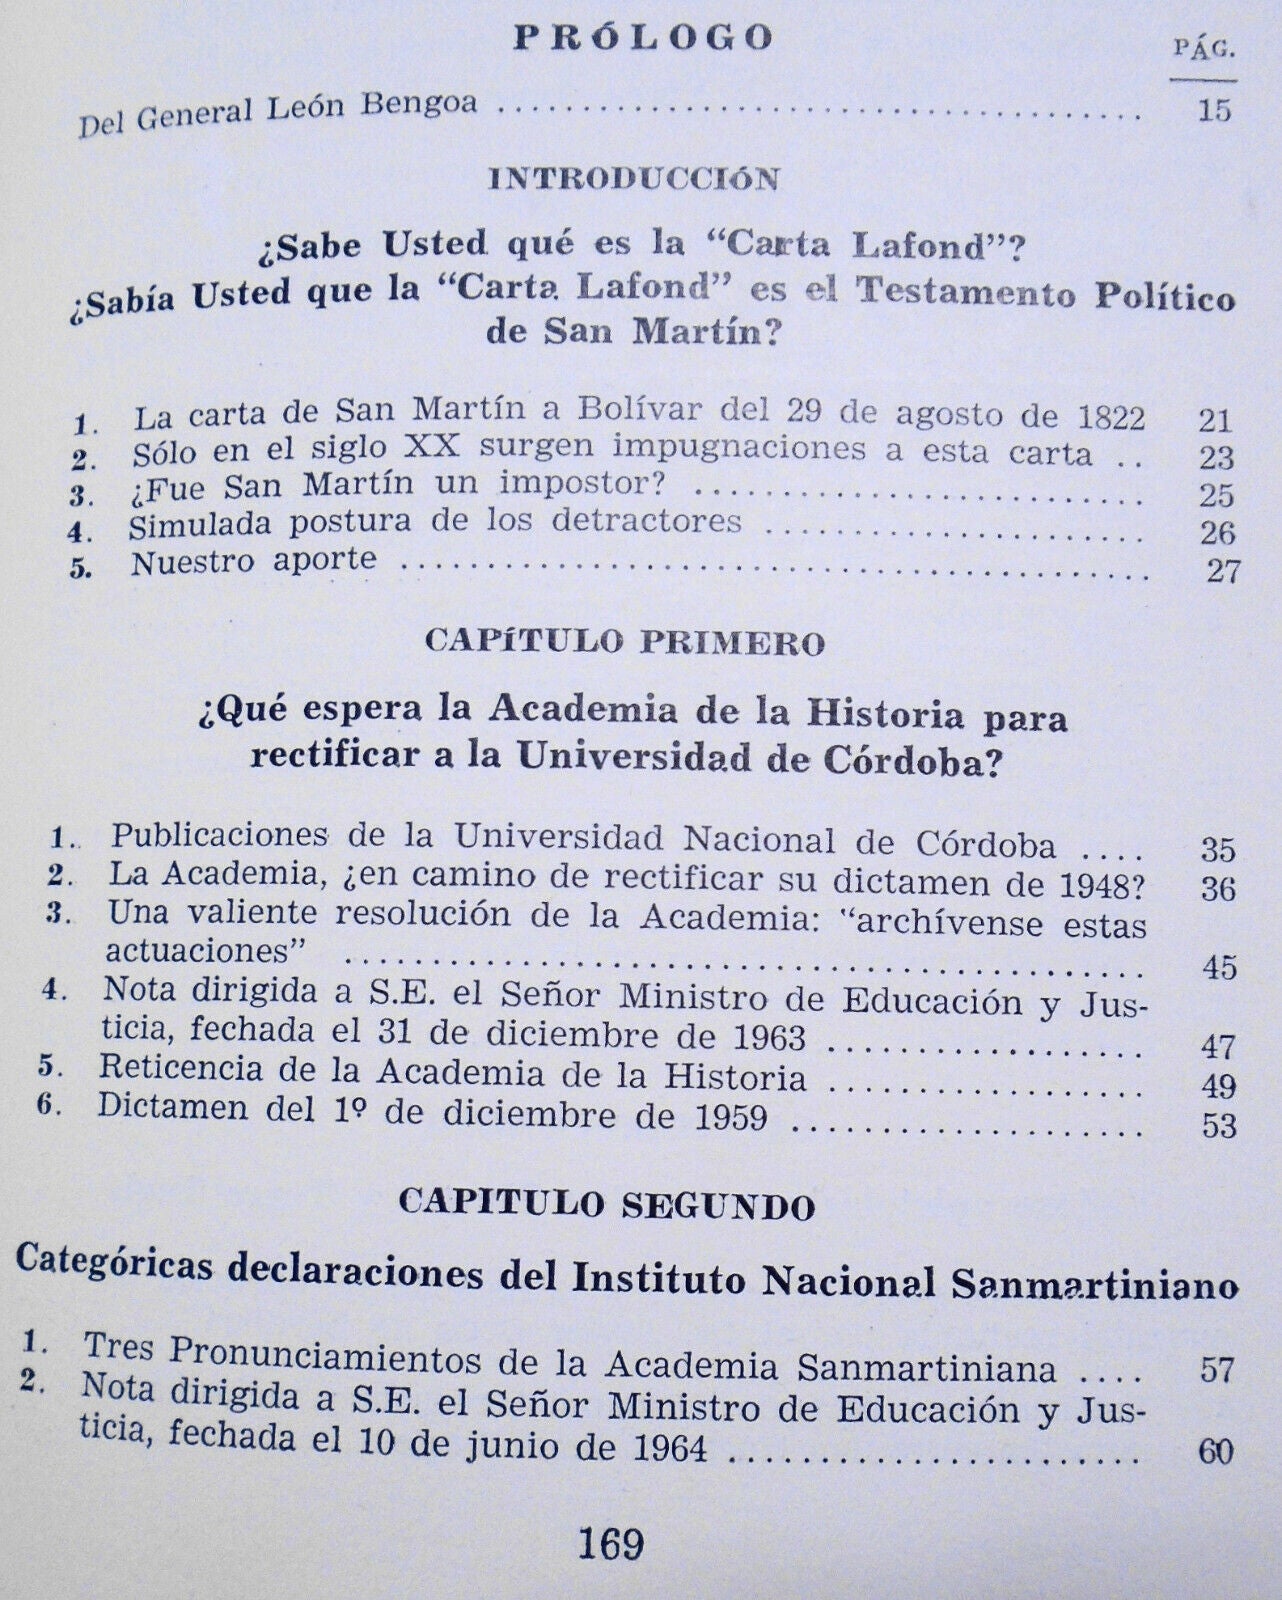 PRÓLOGO
PÁG.
Del General León Bengoa ........................................ 15
INTRODUCCIÓN
¿Sabe Usted qué es la “Carta Lafond”?
¿Sabía Usted que la “Carta Lafond” es el Testamento Político
de San Martín?
1. La carta de San Martín a Bolívar del 29 de agosto de 1822 21
2. Sólo en el siglo XX surgen impugnaciones a esta carta .. 23
3. ¿Fue San Martín un impostor? ............................ 25
4. Simulada postura de los detractores ....................... 26
5. Nuestro aporte ............................................ 27
CAPÍTULO PRIMERO
¿Qué espera la Academia de la Historia para
rectificar a la Universidad de Córdoba?
1. Publicaciones de la Universidad Nacional de Córdoba .... 35
2. La Academia, ¿en camino de rectificar su dictamen de 1948? 36
3. Una valiente resolución de la Academia: “archívense estas
actuaciones” ............................................. 45
4. Nota dirigida a S.E. el Señor Ministro de Educación y Jus-
ticia, fechada el 31 de diciembre de 1963 .................. 47
5. Reticencia de la Academia de la Historia .................. 49
6. Dictamen del 1º de diciembre de 1959 .................... 53
CAPITULO SEGUNDO
Categóricas declaraciones del Instituto Nacional Sanmartiniano
1. Tres Pronunciamientos de la Academia Sanmartiniana .... 57
2. Nota dirigida a S.E. el Señor Ministro de Educación y Jus-
ticia, fechada el 10 de junio de 1964 ....................... 60
169